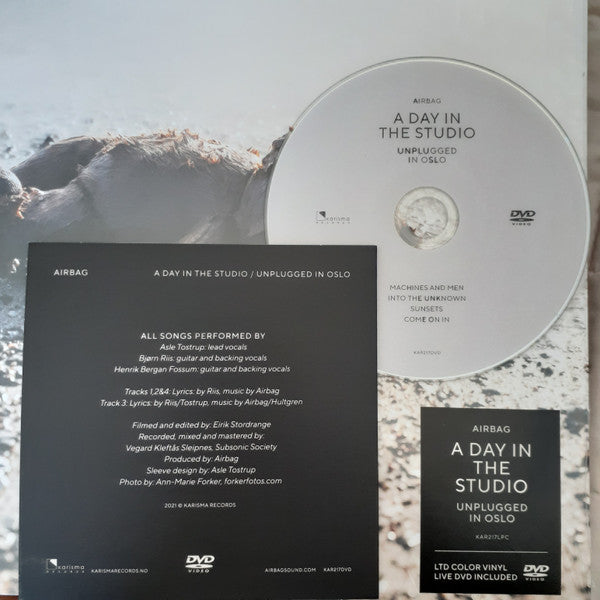 AIRBAG
A DAY IN
THE STUDIO
UNPLUGGED
IN OSLO
karisma
RECORDS
DVD
VIDEO
MACHINES AND MEN
INTO THE UNKNOWN
SUNSETS
COME ON IN
KAR217DVD
AIRBAG
A DAY IN THE STUDIO / UNPLUGGED IN OSLO
ALL SONGS PERFORMED BY
Asle Tostrup: lead vocals
Bjørn Riis: guitar and backing vocals
Henrik Bergan Fossum: guitar and backing vocals
Tracks 1,2&4: Lyrics: by Riis, music by Airbag
Track 3: Lyrics: by Riis/Tostrup, music by Airbag/Hultgren
Filmed and edited by: Eirik Stordrange
Recorded, mixed and mastered by:
Vegard Kleftås Sleipnes, Subsonic Society
Produced by: Airbag
Sleeve design by: Asle Tostrup
Photo by: Ann-Marie Forker, forkerfotos.com
2021 © KARISMA RECORDS
karisma
RECORDS
KARISMARECORDS.NO
DVD
VIDEO
AIRBAGSOUND.COM
KAR217DVD
AIRBAG
A DAY IN
THE
STUDIO
UNPLUGGED
IN OSLO
KAR217LPC
LTD COLOR VINYL
LIVE DVD INCLUDED
DVD
VIDEO